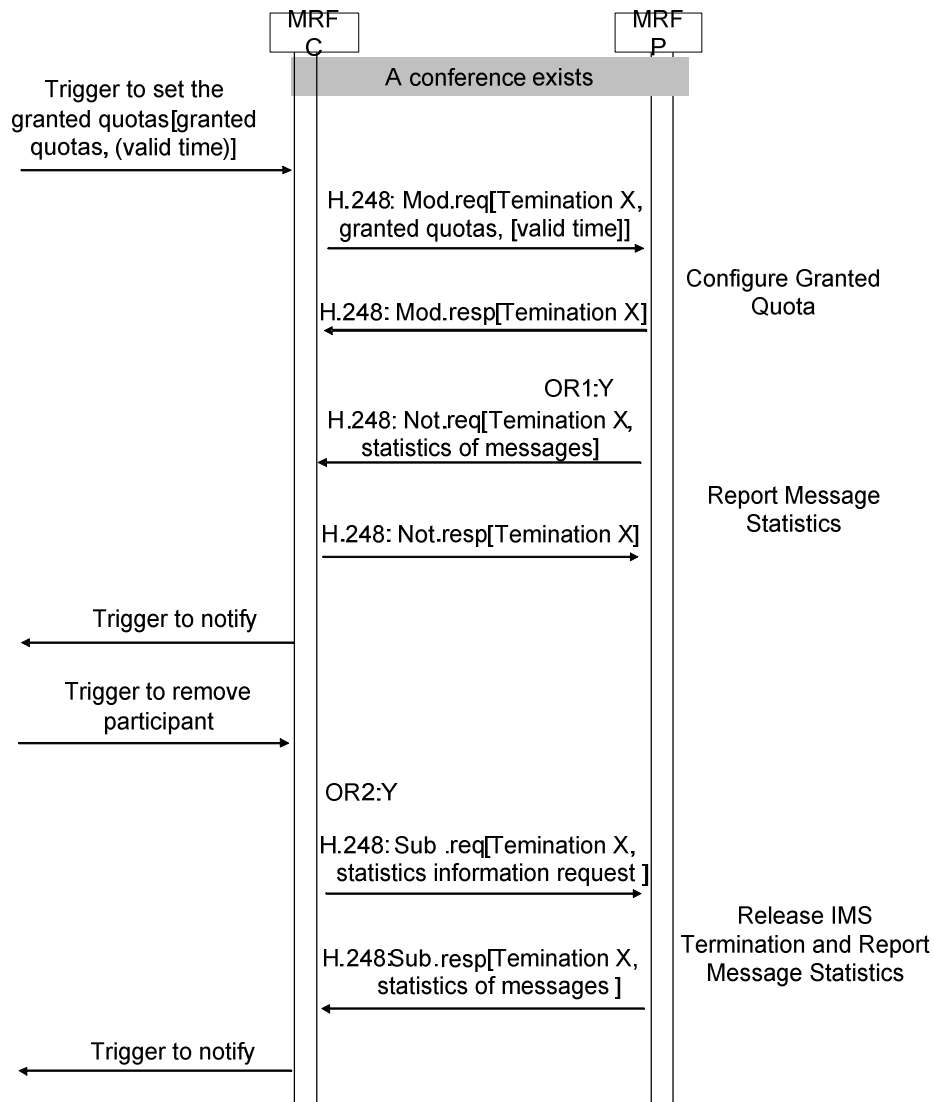 MRF
C
MRF
P
A conference exists
Trigger to set the
granted quotas[granted
quotas, (valid time)]
H.248: Mod.req[Temination X,
granted quotas, [valid time]]
Configure Granted
Quota
H.248: Mod.resp[Temination X]
OR1:Y
H.248: Not.req[Temination X,
statistics of messages]
Report Message
Statistics
H.248: Not.resp[Temination X]
Trigger to notify
Trigger to remove
participant
OR2:Y
H.248: Sub .req[Temination X,
statistics information request ]
Release IMS
Termination and Report
Message Statistics
H.248:Sub.resp[Temination X,
statistics of messages ]
Trigger to notify